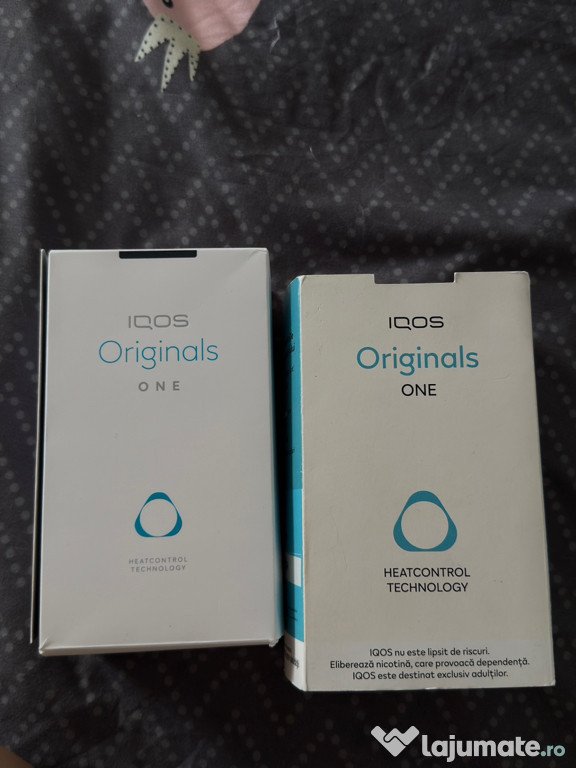 IQOS
Originals
ONE
HEATCONTROL
TECHNOLOGY
IQOS
Originals
ONE
HEATCONTROL
TECHNOLOGY
IQOS nu este lipsit de riscuri.
Eliberează nicotină, care provoacă dependență.
IQOS este destinat exclusiv adulților.
lajumate.ro